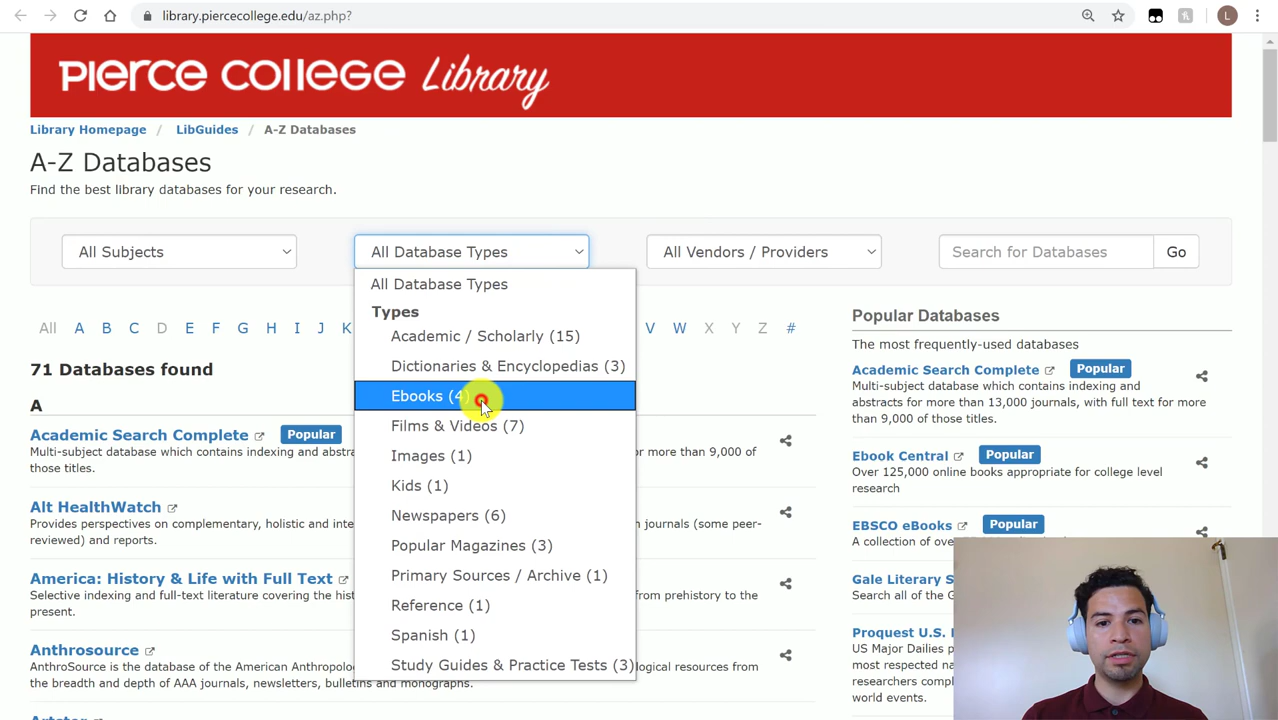 library.piercecollege.edu/az.php?
L
PIERCE COLLEGE Library
Library Homepage / LibGuides / A-Z Databases
A-Z Databases
Find the best library databases for your research.
All Subjects
All Database Types
All Vendors / Providers
Search for Databases
Go
All Database Types
Types
Academic / Scholarly (15)
Dictionaries & Encyclopedias (3)
Ebooks (4)
Films & Videos (7)
Images (1)
Kids (1)
Newspapers (6)
Popular Magazines (3)
Primary Sources / Archive (1)
Reference (1)
Spanish (1)
Study Guides & Practice Tests (3)
All A B C D E F G H I J K V W X Y Z #
71 Databases found
A
Academic Search Complete Popular
Multi-subject database which contains indexing and abstra or more than 9,000 of
those titles.
Alt HealthWatch
Provides perspectives on complementary, holistic and inte journals (some peer-
reviewed) and reports.
America: History & Life with Full Text
Selective indexing and full-text literature covering the hist from prehistory to the
present.
Anthrosource
AnthroSource is the database of the American Anthropolo logical resources from
the breadth and depth of AAA journals, newsletters, bulletins and monographs.
Popular Databases
The most frequently-used databases
Academic Search Complete Popular
Multi-subject database which contains indexing and
abstracts for more than 13,000 journals, with full text for more
than 9,000 of those titles.
Ebook Central Popular
Over 125,000 online books appropriate for college level
research
EBSCO eBooks Popular
A collection of ove
Gale Literary S
Search all of the G
Proquest U.S.
US Major Dailies p
most respected na
researchers compl
world events.